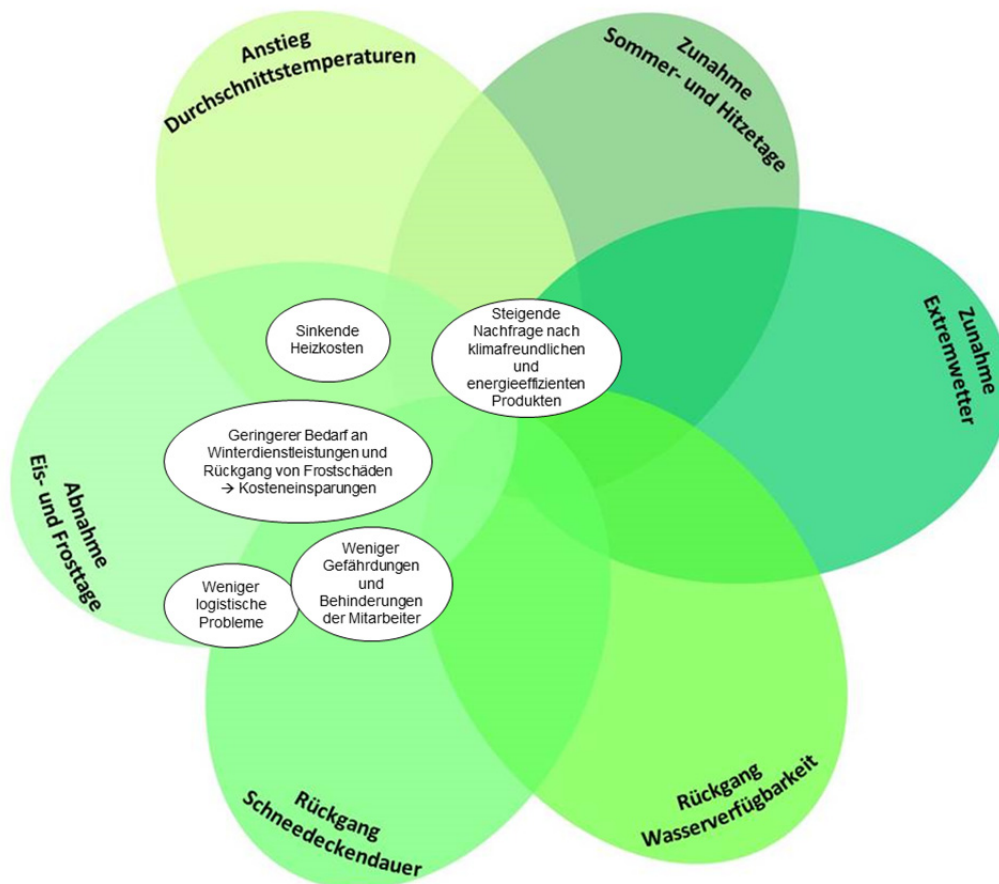 Anstieg
Durchschnittstemperaturen
Zunahme
Sommer- und Hitzetage
Zunahme
Extremwetter
Sinkende
Heizkosten
Steigende
Nachfrage nach
klimafreundlichen
und
energieeffizienten
Produkten
Geringerer Bedarf an
Winterdienstleistungen und
Rückgang von Frostschäden
→ Kosteneinsparungen
Abnahme
Eis- und Frosttage
Weniger
logistische
Probleme
Weniger
Gefährdungen
und
Behinderungen
der Mitarbeiter
Rückgang
Schneedeckendauer
Rückgang
Wasserverfügbarkeit